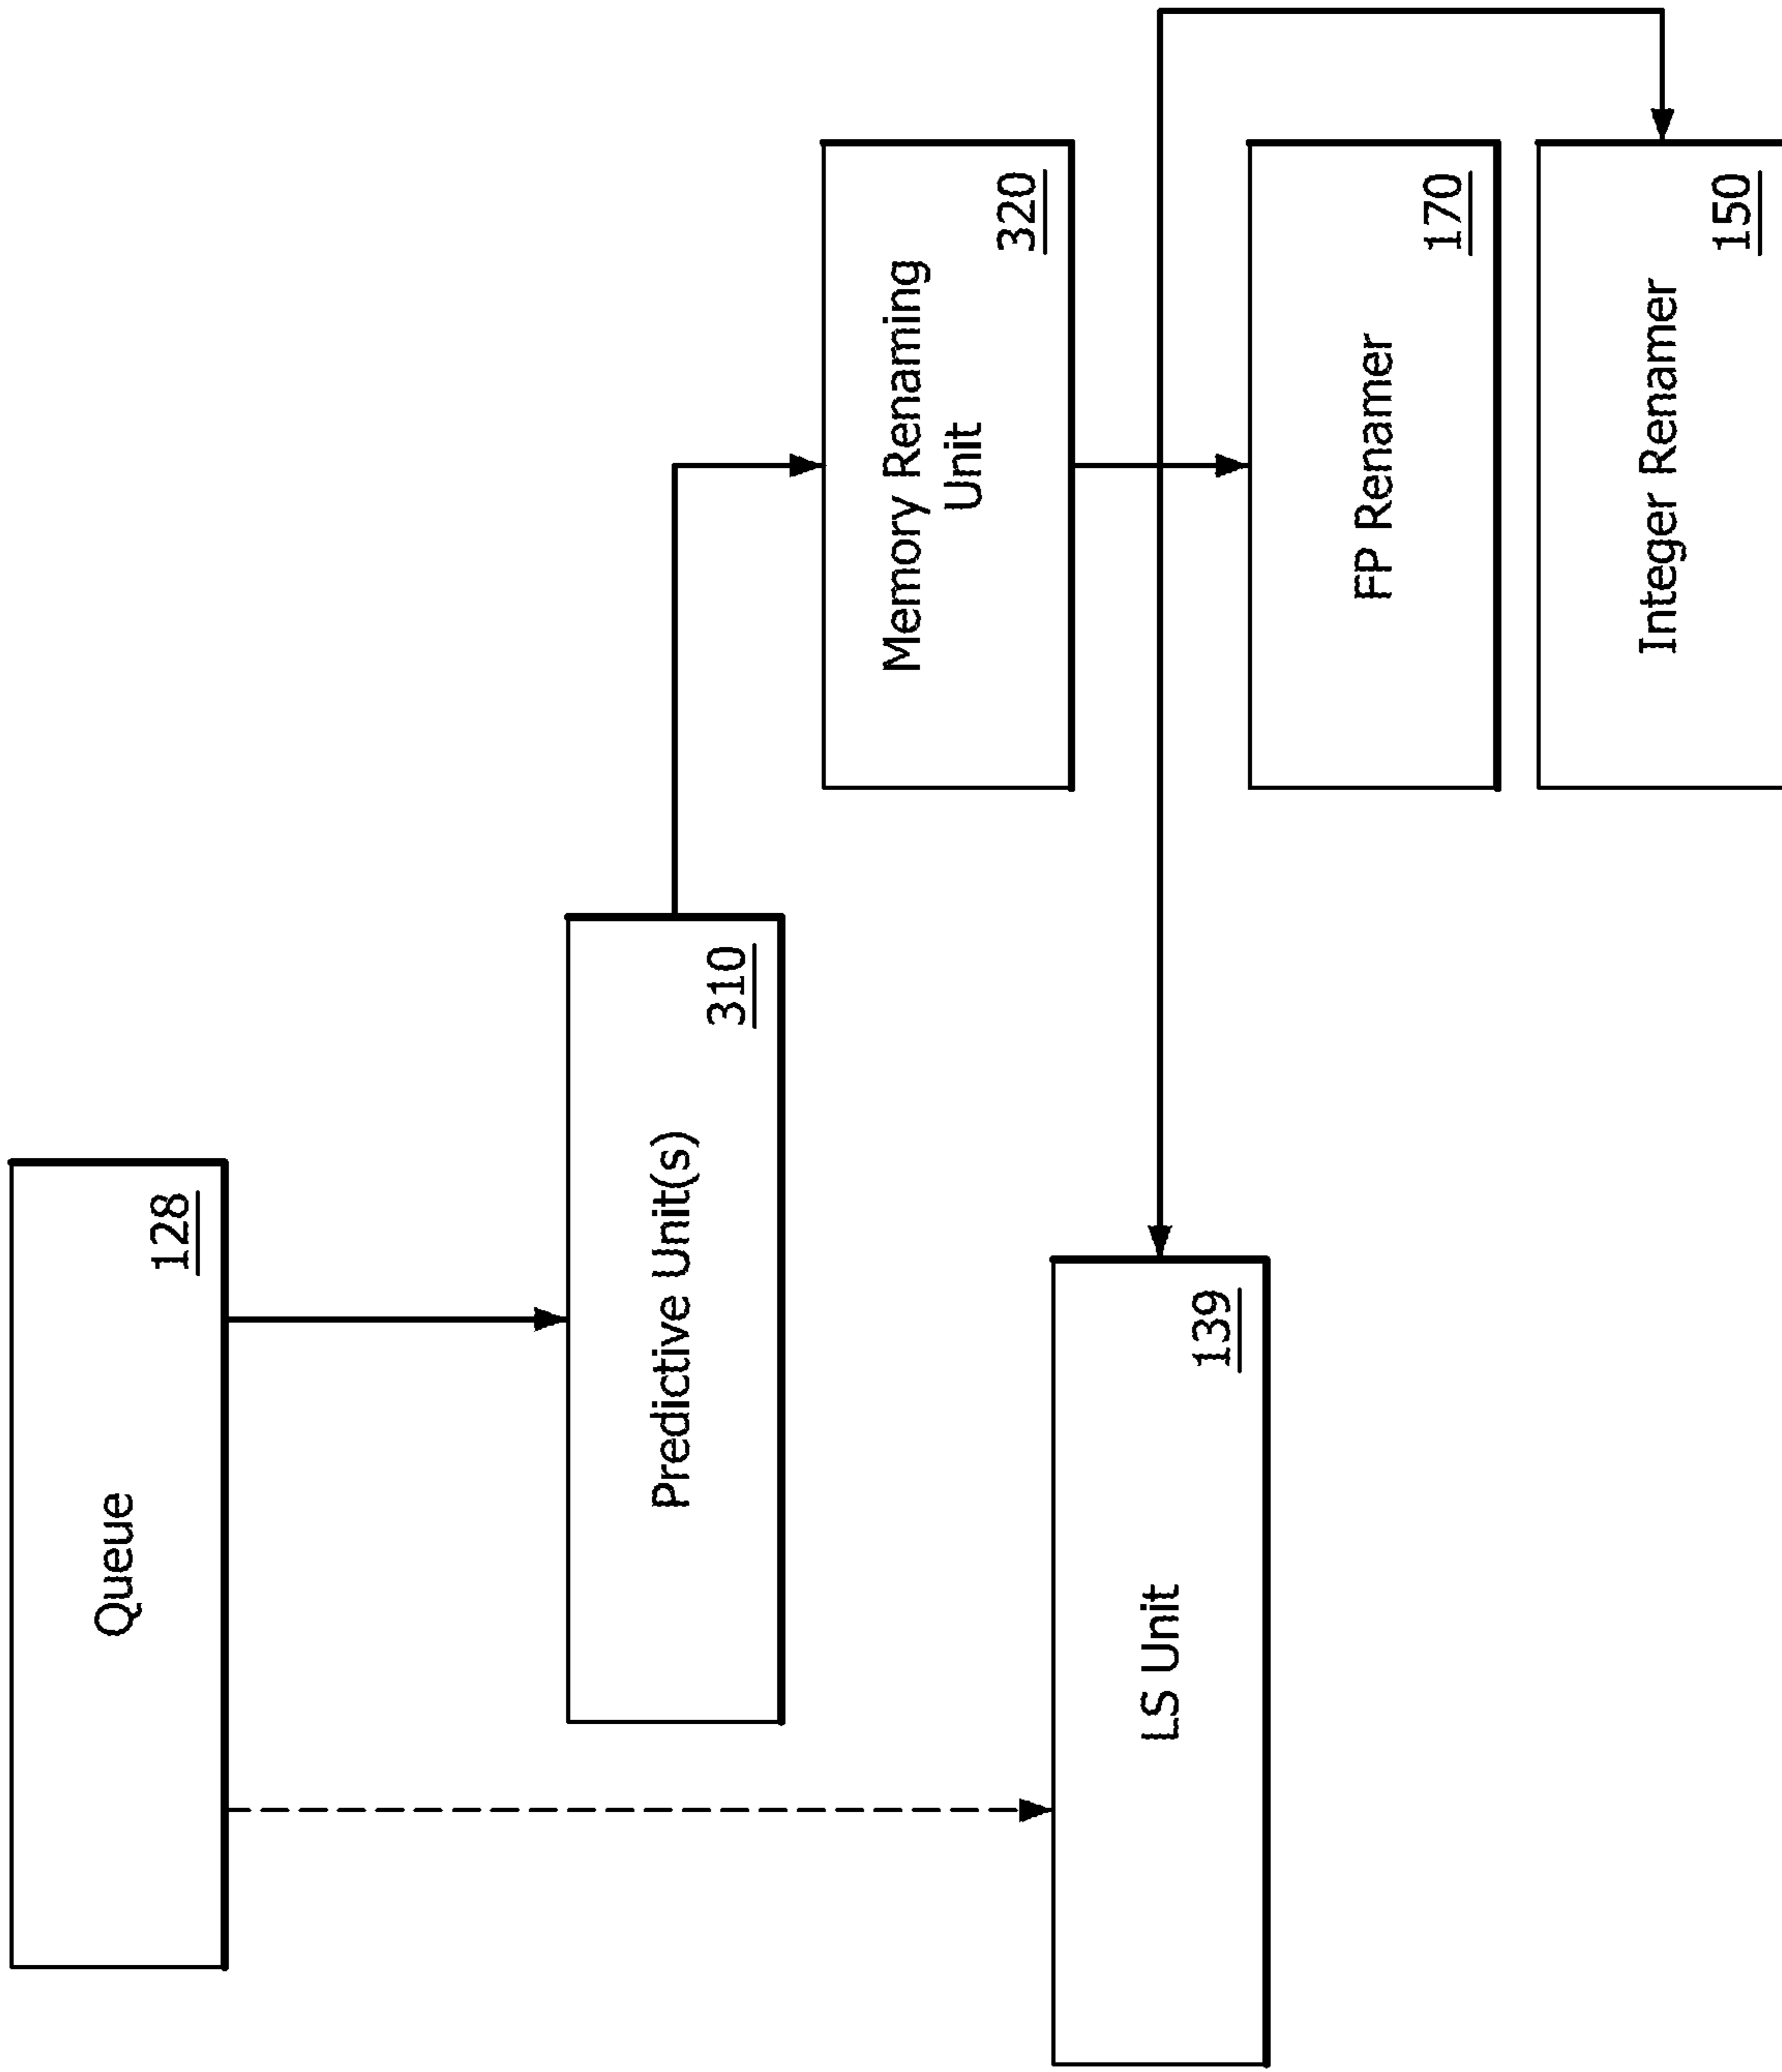 Queue
128
Predictive Unit(s)
310
Memory Renaming
Unit
320
LS Unit
139
FP Renamer
170
Integer Renamer
150